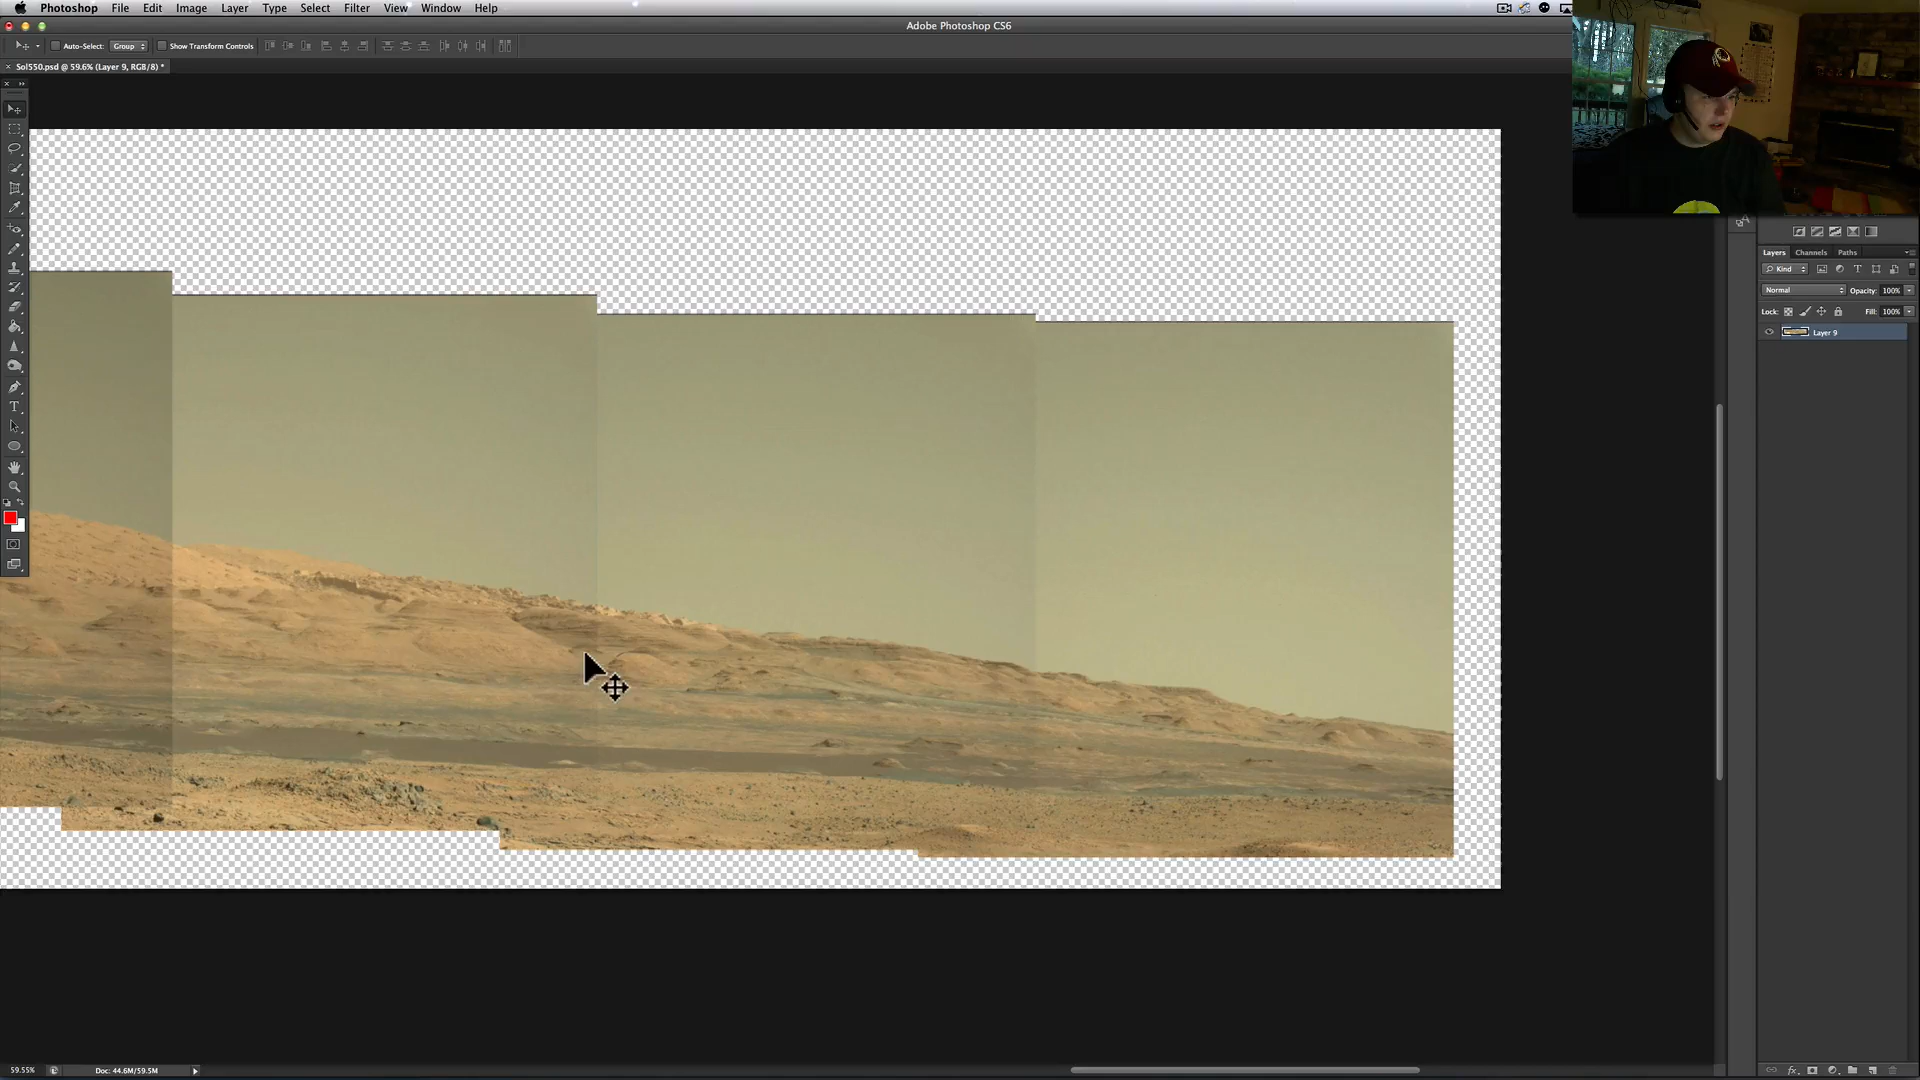 Photoshop File Edit Image Layer Type Select Filter View Window Help
Adobe Photoshop CS6
Auto-Select: Group Show Transform Controls
Sol550.psd @ 59.6% (Layer 9, RGB/8) *
Layers Channels Paths
Kind
Normal Opacity: 100%
Lock: Fill: 100%
Layer 9
59.55% Doc: 44.6M/59.5M